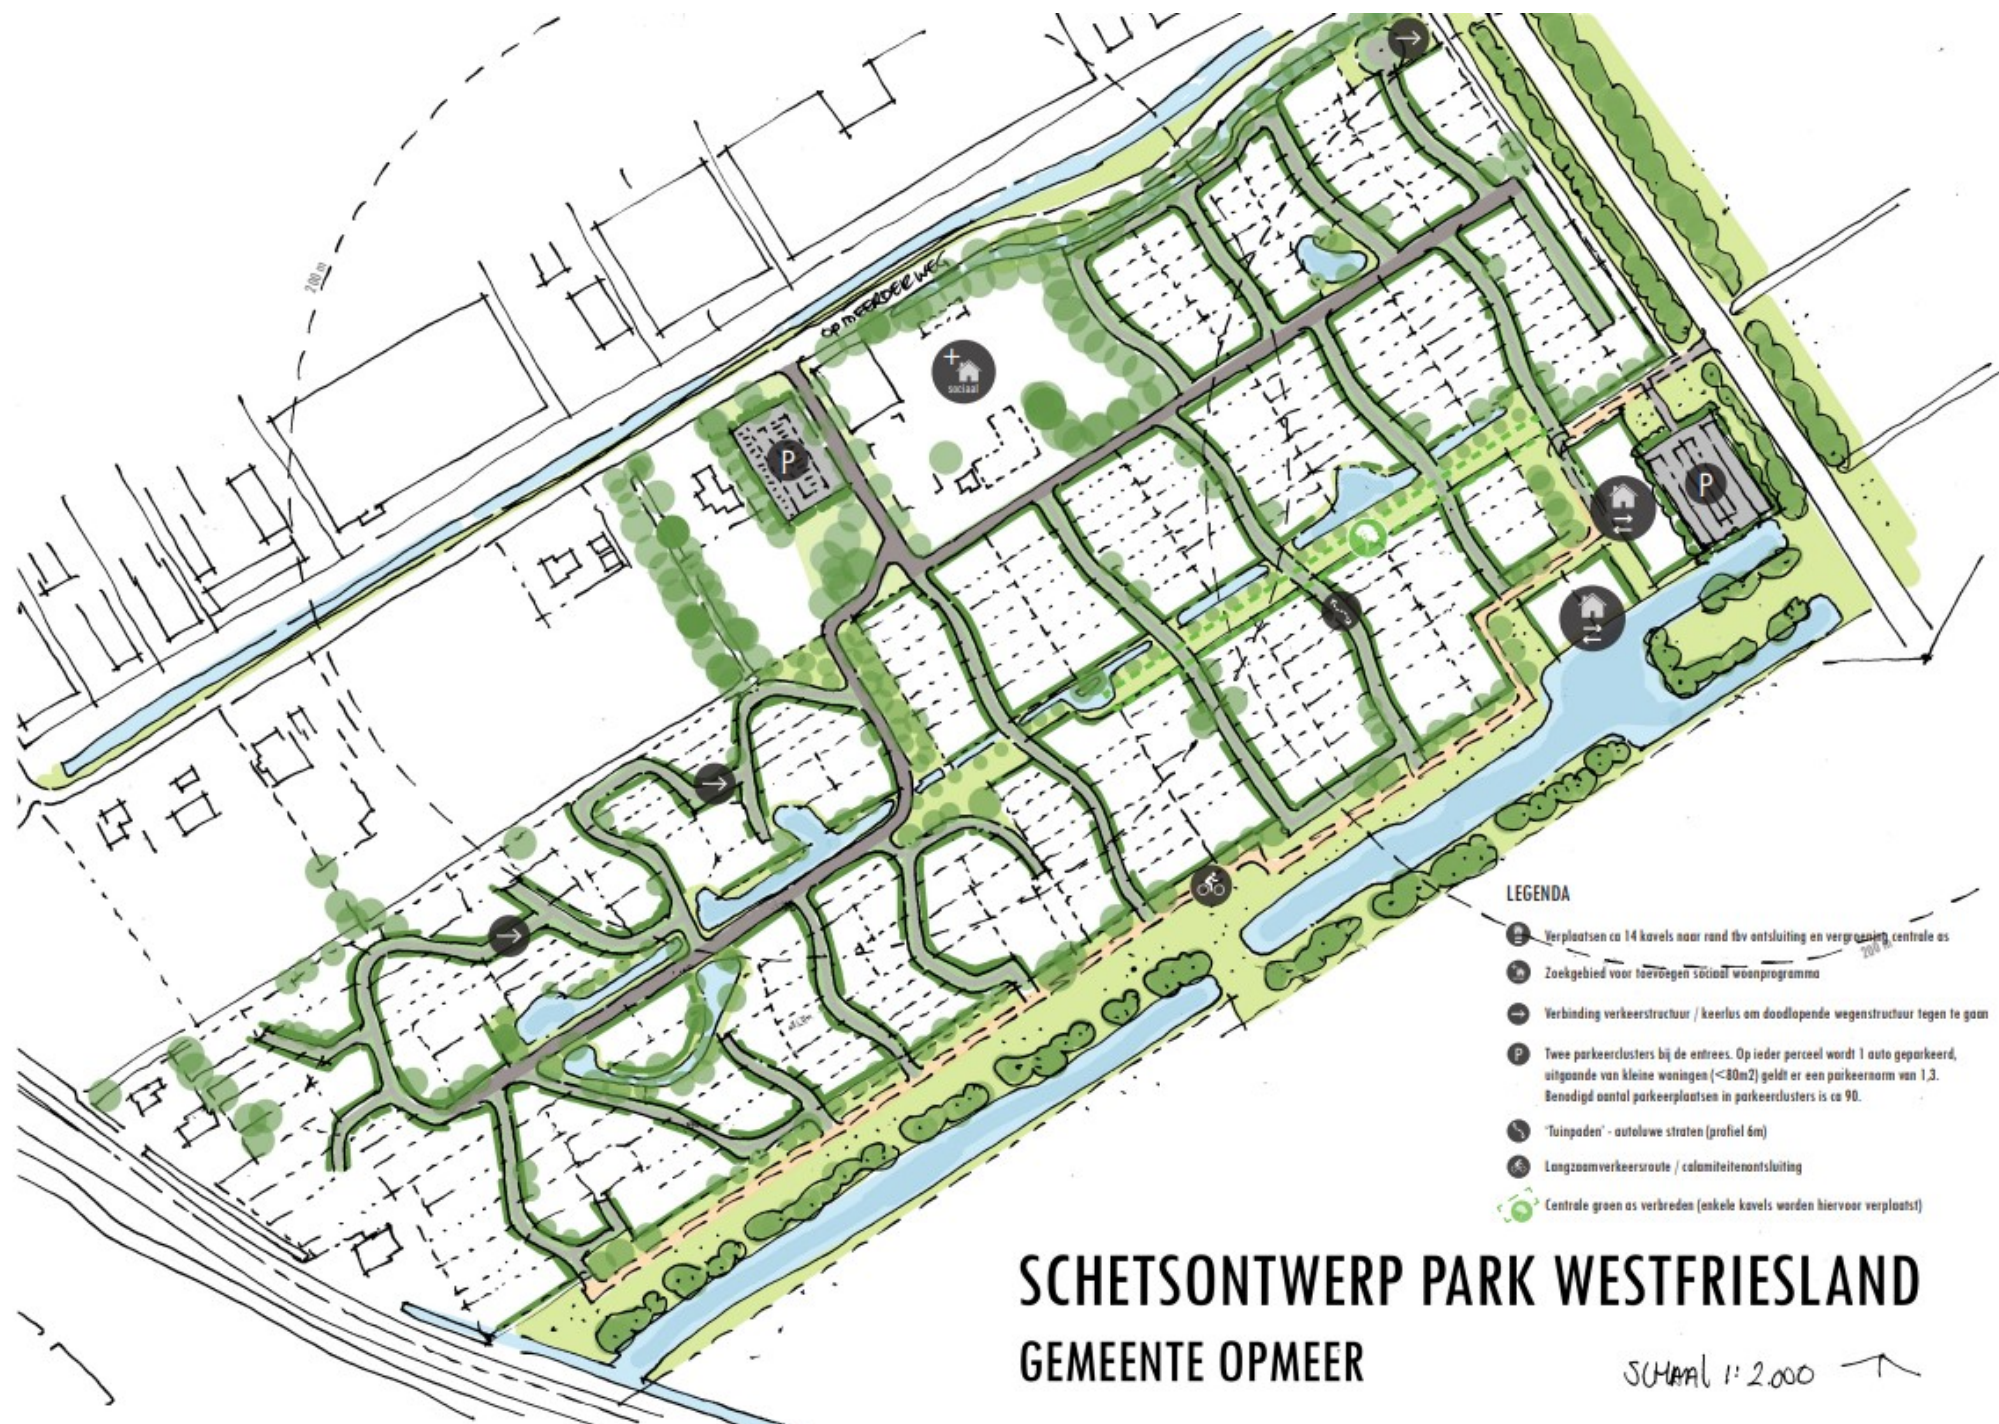 200 m
OPMEERDERWEG
+
sociaal
P
P
LEGENDA
Verplaatsen ca 14 kavels naar rand tbv ontsluiting en vergroening centrale as
200 m
Zoekgebied voor toevoegen sociaal woonprogramma
Verbinding verkeerstructuur / keerlus om doodlopende wegenstructuur tegen te gaan
P
Twee parkeerclusters bij de entrees. Op ieder perceel wordt 1 auto geparkeerd,
uitgaande van kleine woningen (<80m2) geldt er een parkeernorm van 1,3.
Benodigd aantal parkeerplaatsen in parkeerclusters is ca 90.
'Tuinpaden' - autoluwe straten (profiel 6m)
Langzaamverkeersroute / calamiteitenontsluiting
Centrale groen as verbreden (enkele kavels worden hiervoor verplaatst)
SCHETSONTWERP PARK WESTFRIESLAND
GEMEENTE OPMEER
SCHAAL 1:2.000